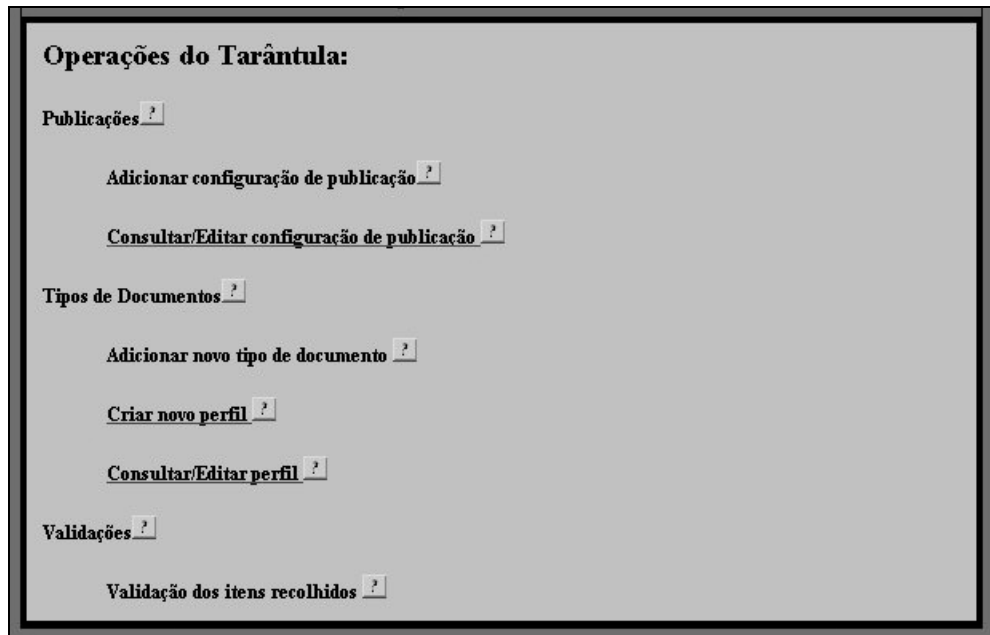 Operações do Tarântula:
Publicações ?
Adicionar configuração de publicação ?
Consultar/Editar configuração de publicação ?
Tipos de Documentos ?
Adicionar novo tipo de documento ?
Criar novo perfil ?
Consultar/Editar perfil ?
Validações ?
Validação dos itens recolhidos ?